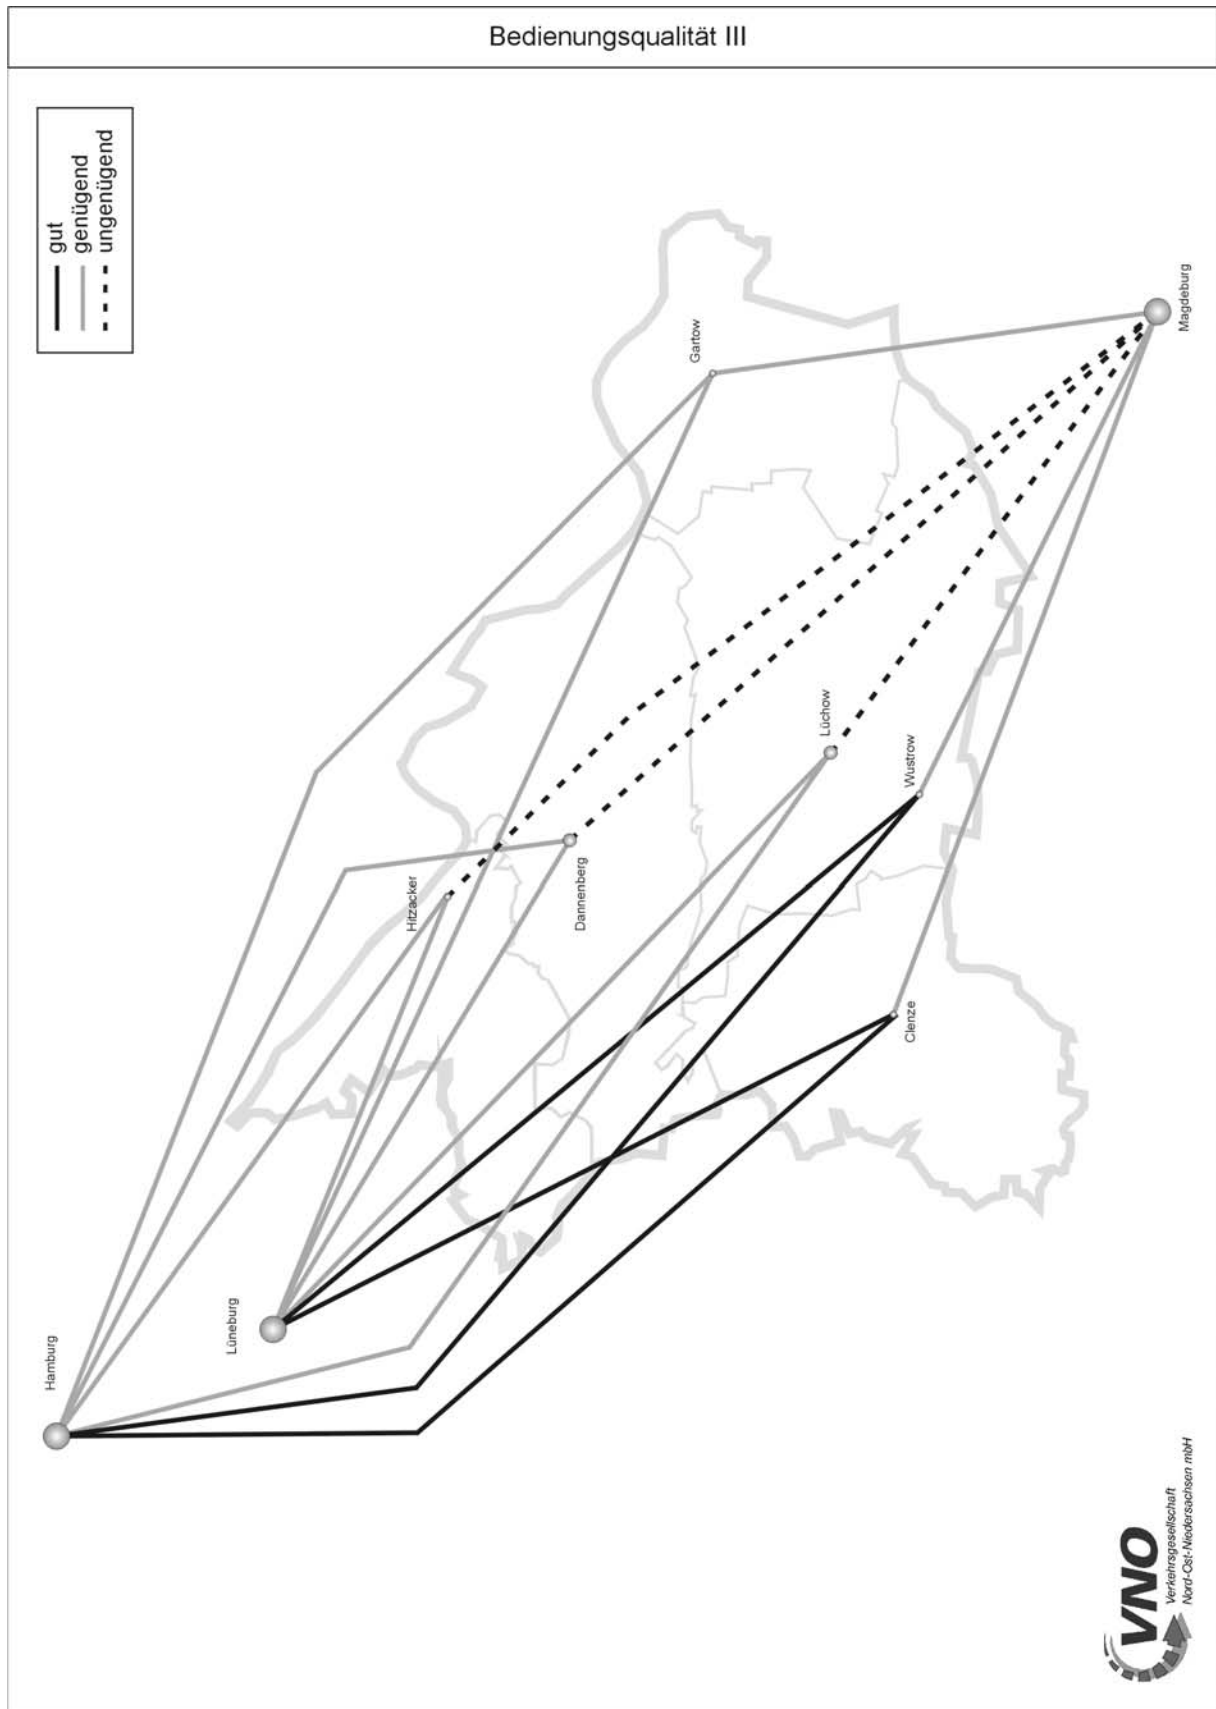 Bedienungsqualität III
gut
genügend
ungenügend
Hamburg
Lüneburg
Hitzacker
Dannenberg
Gartow
Lüchow
Wustrow
Clenze
Magdeburg
VNO
Verkehrsgesellschaft
Nord-Ost-Niedersachsen mbH